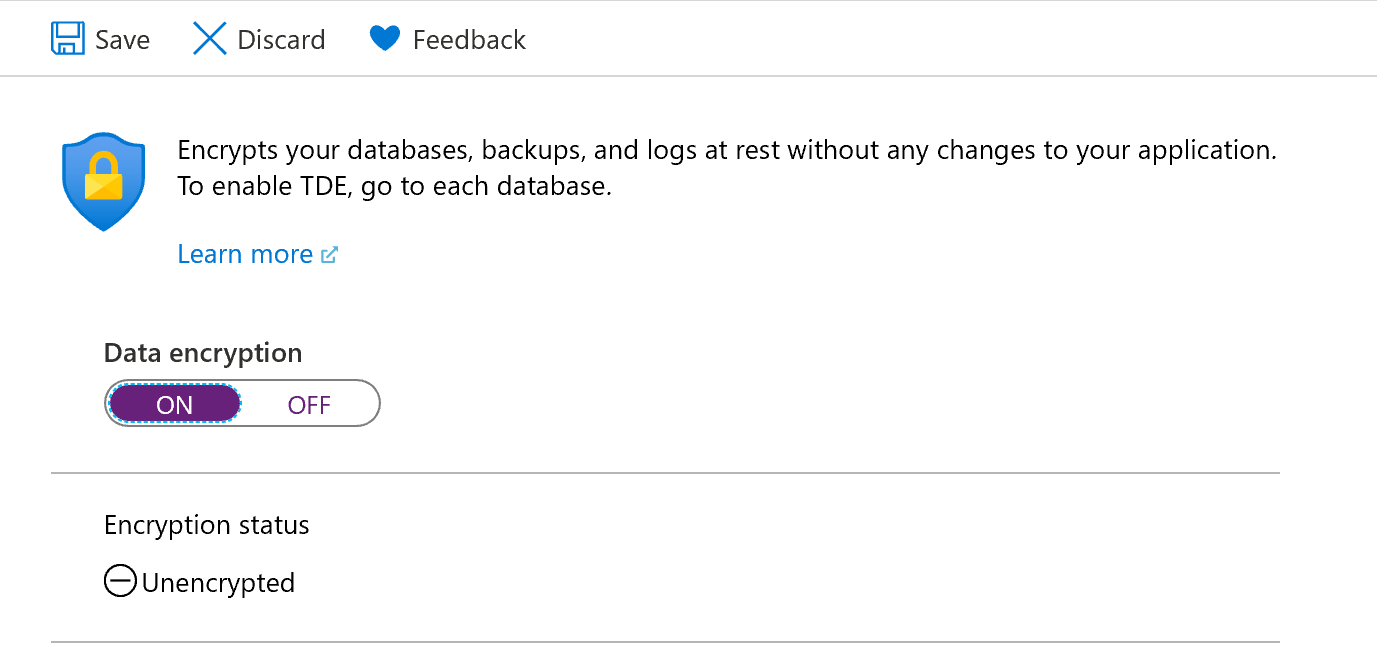 Save Discard Feedback
Encrypts your databases, backups, and logs at rest without any changes to your application.
To enable TDE, go to each database.
Learn more
Data encryption
ON OFF
Encryption status
Unencrypted